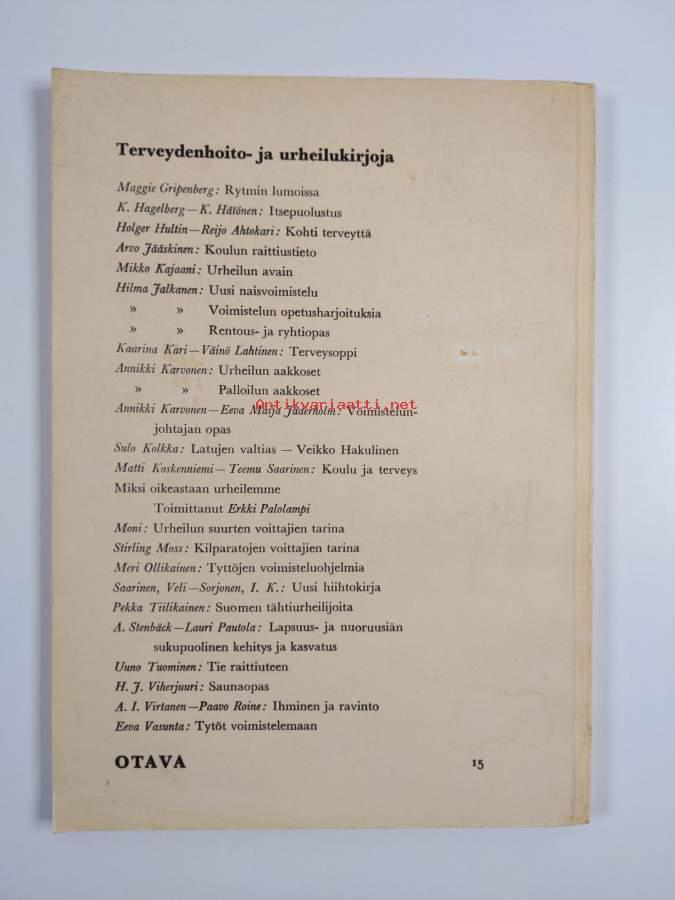 Terveydenhoito- ja urheilukirjoja
Maggie Gripenberg: Rytmin lumoissa
K. Hagelberg—K. Hätönen: Itsepuolustus
Holger Hultin—Reijo Ahtokari: Kohti terveyttä
Arvo Jääskinen: Koulun raittiustieto
Mikko Kajaani: Urheilun avain
Hilma Jalkanen: Uusi naisvoimistelu
» » Voimistelun opetusharjoituksia
» » Rentous- ja ryhtiopas
Kaarina Kari—Väinö Lahtinen: Terveysoppi
Annikki Karvonen: Urheilun aakkoset
» » Palloilun aakkoset
Antikvariaatti.net
Annikki Karvonen—Eeva Maija Jäderholm: Voimistelun-
johtajan opas
Sulo Kolkka: Latujen valtias — Veikko Hakulinen
Matti Koskenniemi—Teemu Saarinen: Koulu ja terveys
Miksi oikeastaan urheilemme
Toimittanut Erkki Palolampi
Moni: Urheilun suurten voittajien tarina
Stirling Moss: Kilparatojen voittajien tarina
Meri Ollikainen: Tyttöjen voimisteluohjelmia
Saarinen, Veli—Sorjonen, I. K.: Uusi hiihtokirja
Pekka Tiilikainen: Suomen tähtiurheilijoita
A. Stenbäck—Lauri Pautola: Lapsuus- ja nuoruusiän
sukupuolinen kehitys ja kasvatus
Uuno Tuominen: Tie raittiuteen
H. J. Viherjuuri: Saunaopas
A. I. Virtanen—Paavo Roine: Ihminen ja ravinto
Eeva Vasunta: Tytöt voimistelemaan
OTAVA 15